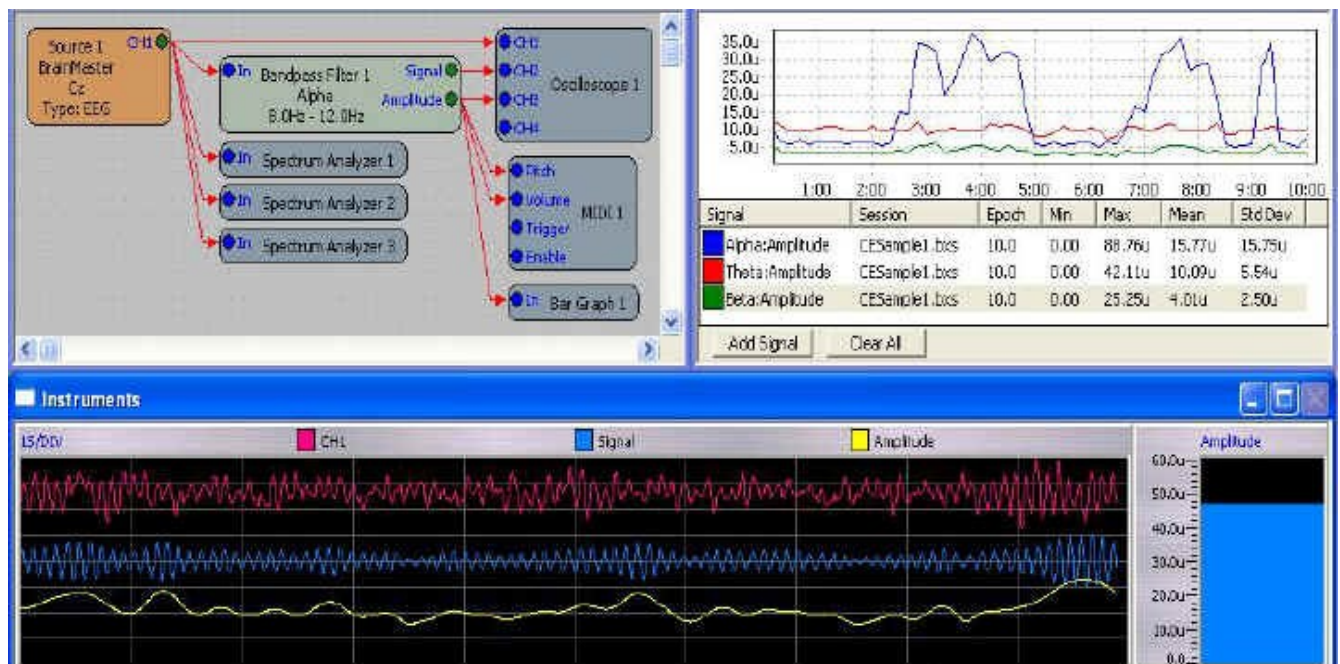 Source 1 CH1
BrainMaster
Cz
Type: EEG
In Bandpass Filter 1 Signal
Alpha Amplitude
8.0Hz - 12.0Hz
In Spectrum Analyzer 1
In Spectrum Analyzer 2
In Spectrum Analyzer 3
CH1
CH2
CH3
CH4
Oscilloscope 1
Pitch
Volume
Trigger
Enable
MIDI 1
In Bar Graph 1
35.0u
30.0u
25.0u
20.0u
15.0u
10.0u
5.0u
1:00 2:00 3:00 4:00 5:00 6:00 7:00 8:00 9:00 10:00
Signal Session Epoch Min Max Mean StdDev
Alpha:Amplitude CESample1.bxs 10.0 0.00 88.76u 15.77u 15.75u
Theta:Amplitude CESample1.bxs 10.0 0.00 42.11u 10.09u 5.54u
Beta:Amplitude CESample1.bxs 10.0 0.00 25.25u 4.01u 2.50u
Add Signal Clear All
Instruments
1S/DIV CH1 Signal Amplitude Amplitude
60.0u
50.0u
40.0u
30.0u
20.0u
10.0u
0.0